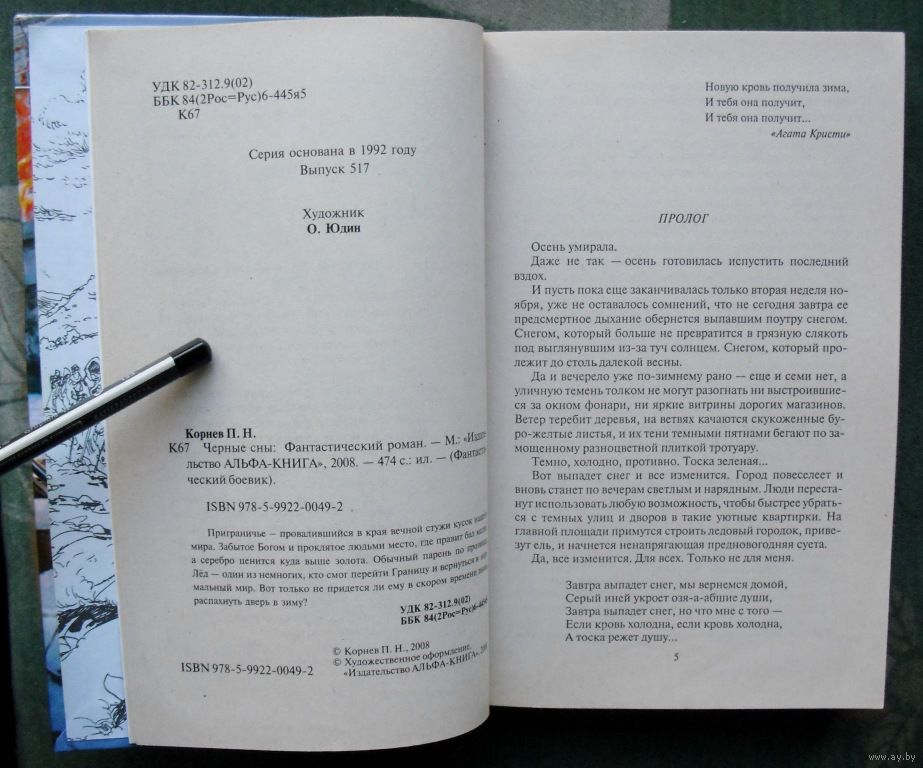 УДК 82-312.9(02)
ББК 84(2Рос=Рус)6-445я5
К67
Серия основана в 1992 году
Выпуск 517
Художник
О. Юдин
Корнев П. Н.
К67 Черные сны: Фантастический роман. — М.: «Издательство
АЛЬФА-КНИГА», 2008. — 474 с.: ил. — (Фантастический
боевик).
ISBN 978-5-9922-0049-2
Приграничье – провалившийся в края вечной стужи кусок
мира. Забытое Богом и проклятое людьми место, где правит бал
а серебро ценится куда выше золота. Обычный парень по
Лёд – один из немногих, кто смог перейти Границу и вернуться в
мальный мир. Вот только не придется ли ему в скором времени
распахнуть дверь в зиму?
УДК 82-312.9(02)
ББК 84(2Рос=Рус)6-445я5
© Корнев П. Н., 2008
© Художественное оформление,
ISBN 978-5-9922-0049-2
«Издательство АЛЬФА-КНИГА», 2008
Новую кровь получила зима,
И тебя она получит,
И тебя она получит...
«Агата Кристи»
ПРОЛОГ
Осень умирала.
Даже не так — осень готовилась испустить последний
вздох.
И пусть пока еще заканчивалась только вторая неделя но-
ября, уже не оставалось сомнений, что не сегодня завтра ее
предсмертное дыхание обернется выпавшим поутру снегом.
Снегом, который больше не превратится в грязную слякоть
под выглянувшим из-за туч солнцем. Снегом, который про-
лежит до столь далекой весны.
Да и вечерело уже по-зимнему рано — еще и семи нет, а
уличную темень толком не могут разогнать ни выстроившие-
ся за окном фонари, ни яркие витрины дорогих магазинов.
Ветер теребит деревья, на ветвях качаются скукоженные бу-
ро-желтые листья, и их тени темными пятнами бегают по за-
мощенному разноцветной плиткой тротуару.
Темно, холодно, противно. Тоска зеленая...
Вот выпадет снег и все изменится. Город повеселеет и
вновь станет по вечерам светлым и нарядным. Люди переста-
нут использовать любую возможность, чтобы быстрее убрать-
ся с темных улиц и дворов в такие уютные квартирки. На
главной площади примутся строить ледовый городок, приве-
зут ель, и начнется ненапрягающая предновогодняя суета.
Да, все изменится. Для всех. Только не для меня.
Завтра выпадет снег, мы вернемся домой,
Серый иней укроет озя-а-абшие души,
Завтра выпадет снег, но что мне с того —
Если кровь холодна, если кровь холодна,
А тоска режет душу...
5
www.ay.by